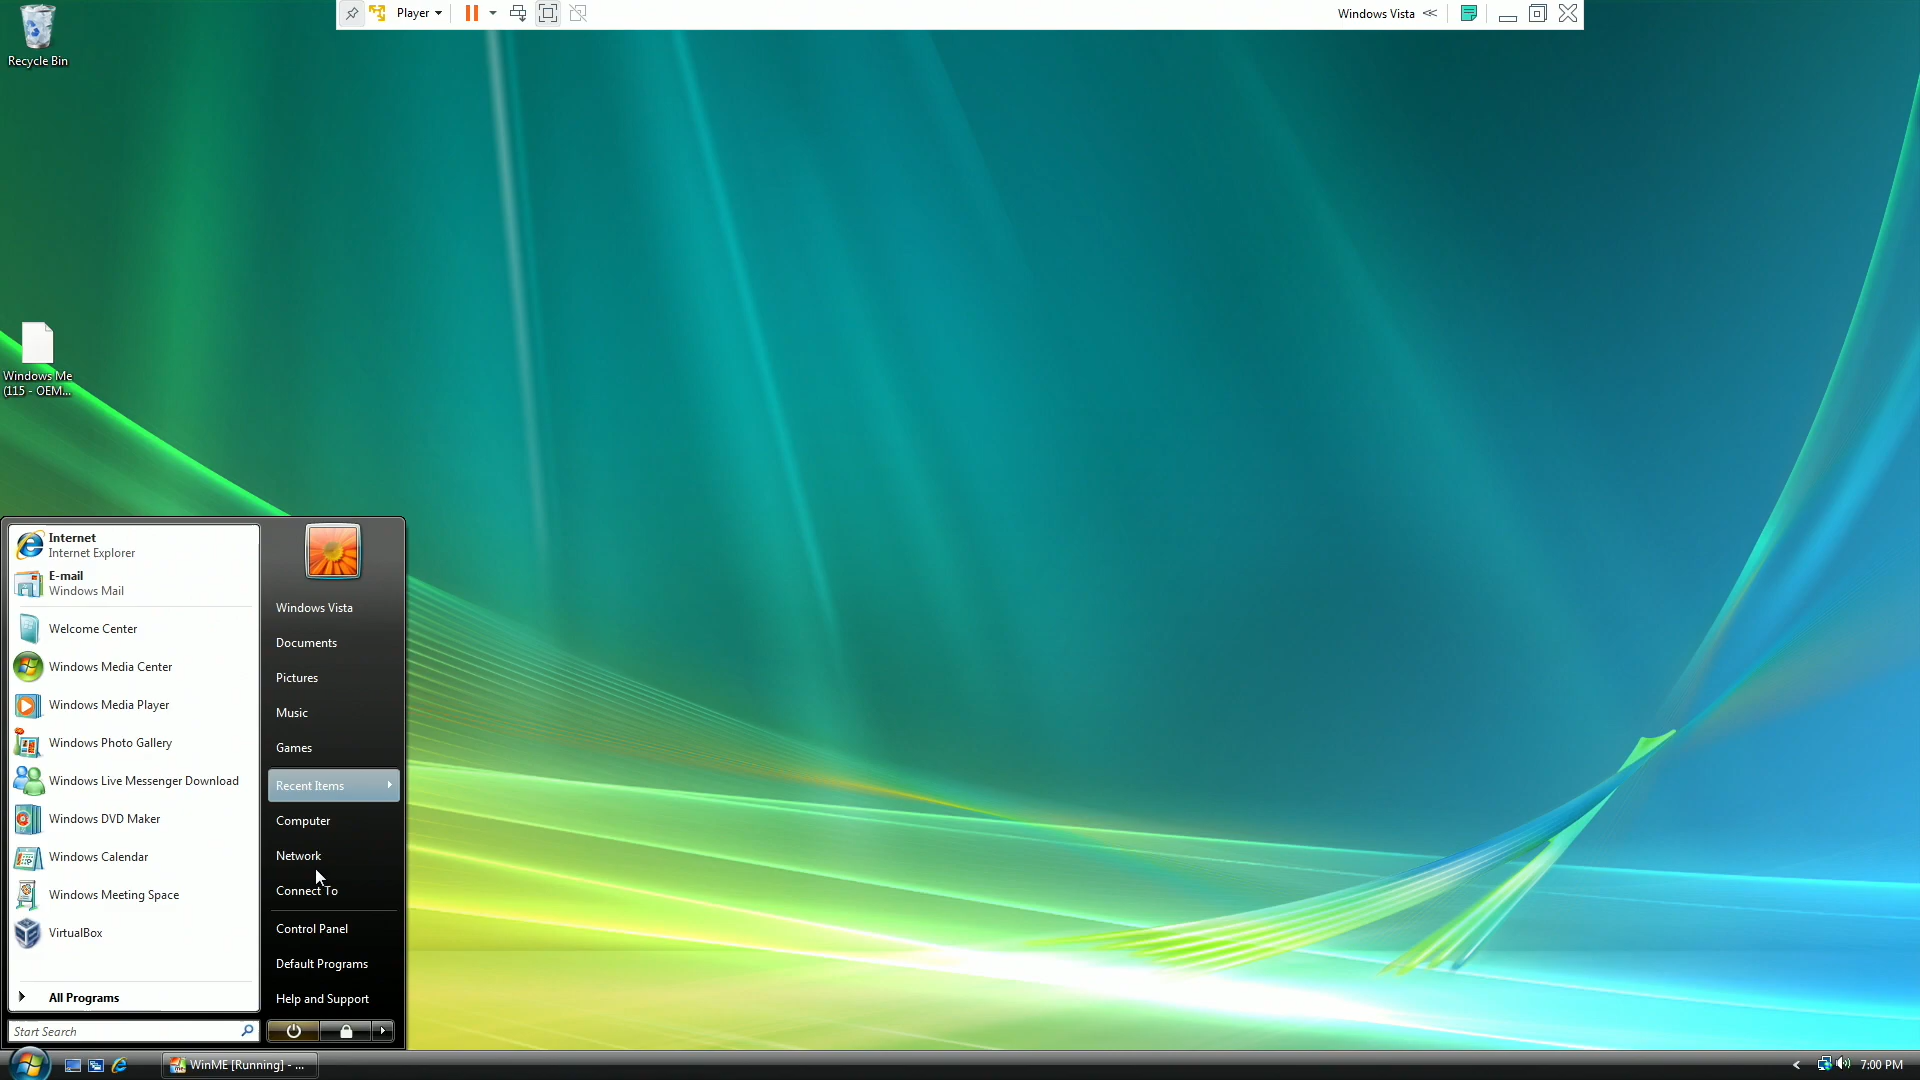 Player
Windows Vista
Recycle Bin
Windows Me
(115 - OEM...
Internet
Internet Explorer
E-mail
Windows Mail
Welcome Center
Windows Media Center
Windows Media Player
Windows Photo Gallery
Windows Live Messenger Download
Windows DVD Maker
Windows Calendar
Windows Meeting Space
VirtualBox
All Programs
Start Search
Windows Vista
Documents
Pictures
Music
Games
Recent Items
Computer
Network
Connect To
Control Panel
Default Programs
Help and Support
WinME [Running] - ...
7:00 PM